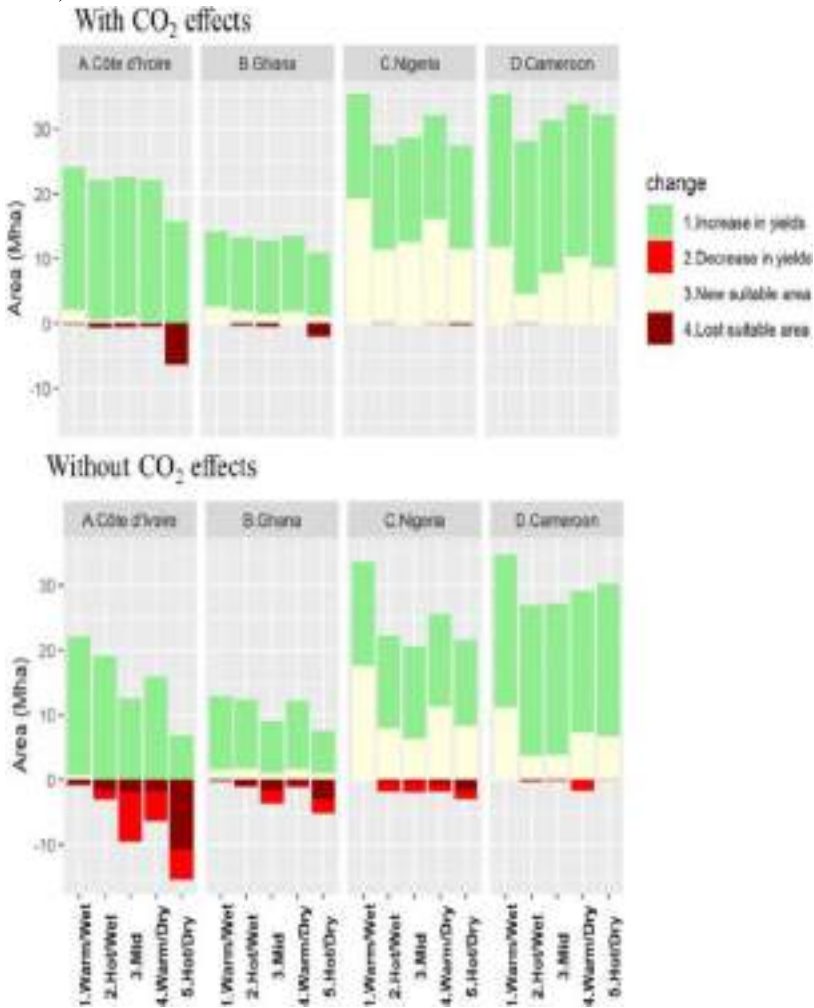 With CO₂ effects
A.Côte d'Ivoire B.Ghana C.Nigeria D.Cameroon
30
20
10
0
-10
Area (Mha)
change
1.Increase in yields
2.Decrease in yields
3.New suitable area
4.Lost suitable area
Without CO₂ effects
A.Côte d'Ivoire B.Ghana C.Nigeria D.Cameroon
30
20
10
0
-10
Area (Mha)
1.Warm/Wet
2.Hot/Wet
3.Mid
4.Warm/Dry
5.Hot/Dry
1.Warm/Wet
2.Hot/Wet
3.Mid
4.Warm/Dry
5.Hot/Dry
1.Warm/Wet
2.Hot/Wet
3.Mid
4.Warm/Dry
5.Hot/Dry
1.Warm/Wet
2.Hot/Wet
3.Mid
4.Warm/Dry
5.Hot/Dry